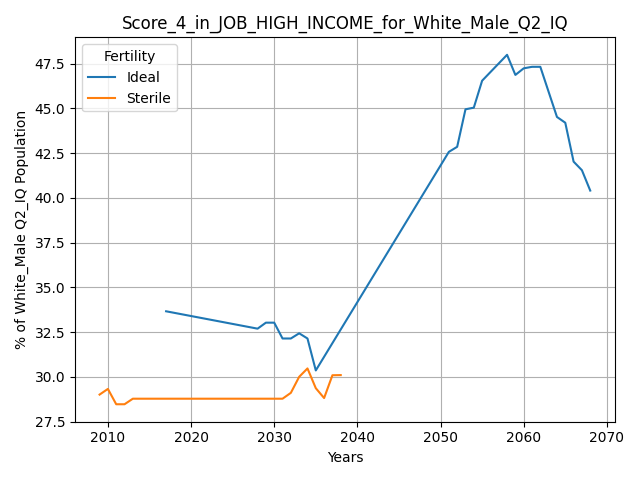 Score_4_in_JOB_HIGH_INCOME_for_White_Male_Q2_IQ
Fertility
Ideal
Sterile
% of White_Male Q2_IQ Population
47.5
45.0
42.5
40.0
37.5
35.0
32.5
30.0
27.5
2010 2020 2030 2040 2050 2060 2070
Years